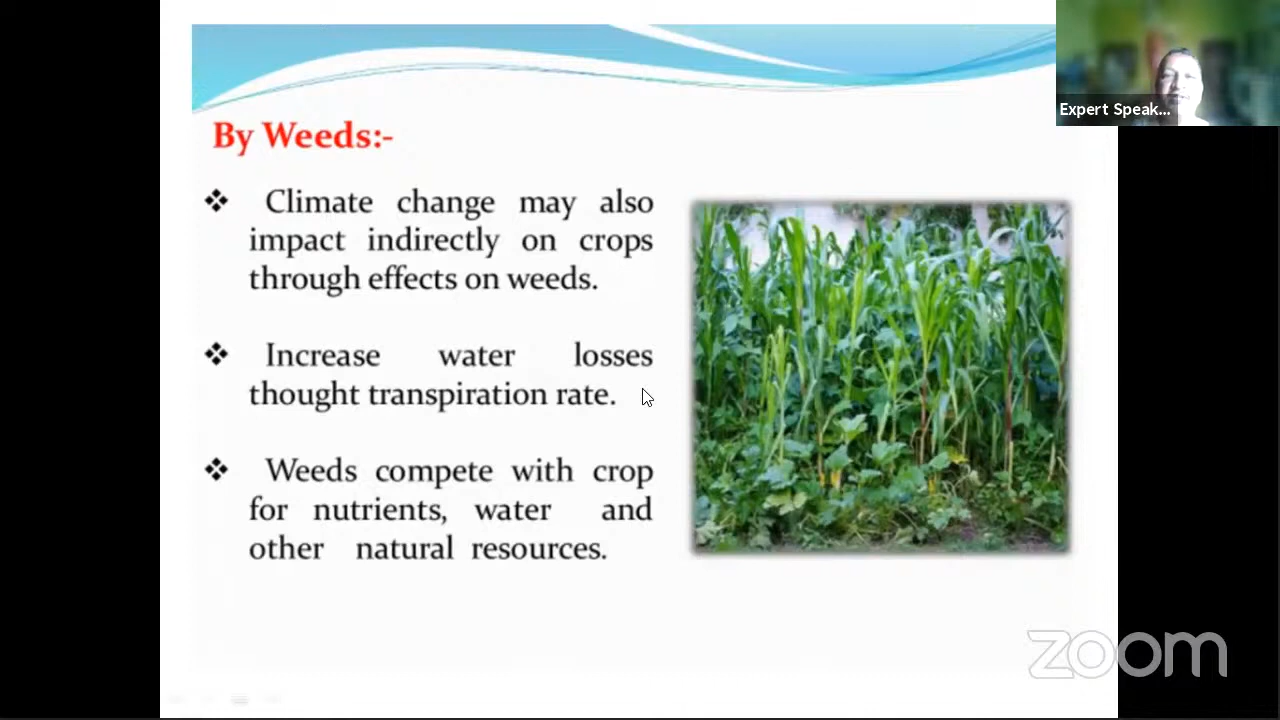 By Weeds:-
Expert Speak...
❖ Climate change may also
impact indirectly on crops
through effects on weeds.
❖ Increase water losses
thought transpiration rate.
❖ Weeds compete with crop
for nutrients, water and
other natural resources.
zoom